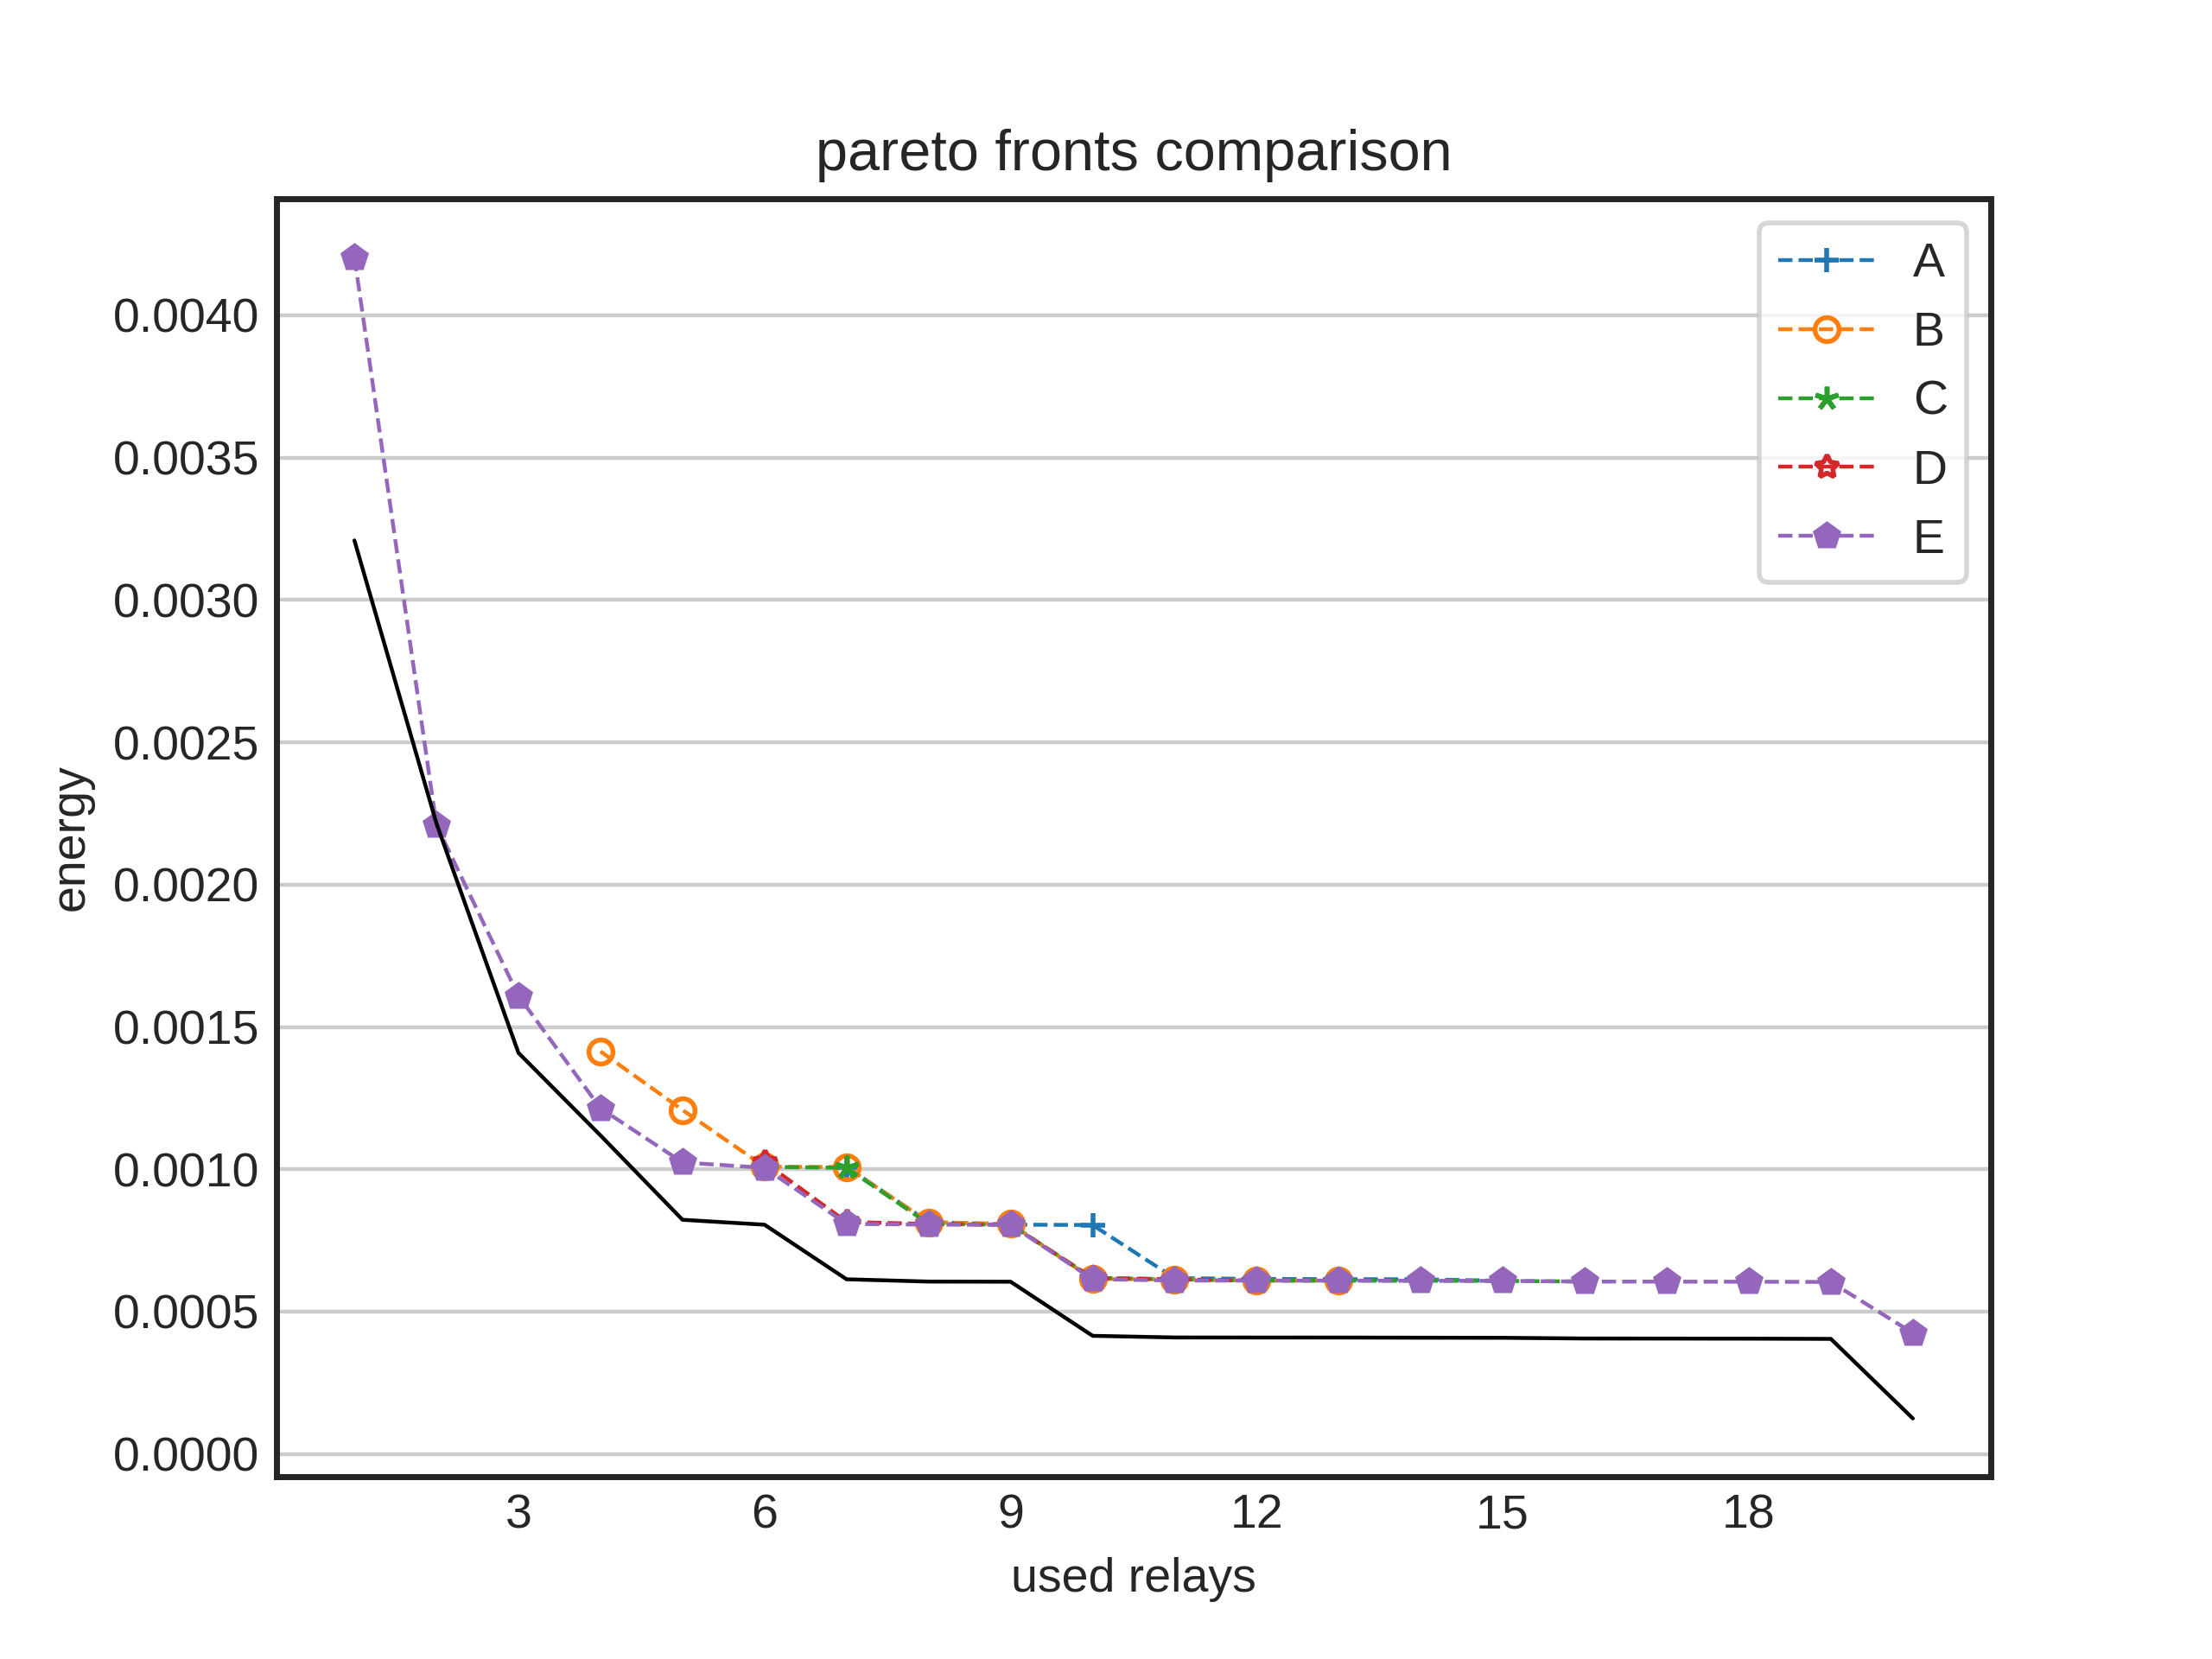 pareto fronts comparison
A
B
C
D
E
0.0040
0.0035
0.0030
0.0025
0.0020
0.0015
0.0010
0.0005
0.0000
energy
3 6 9 12 15 18
used relays